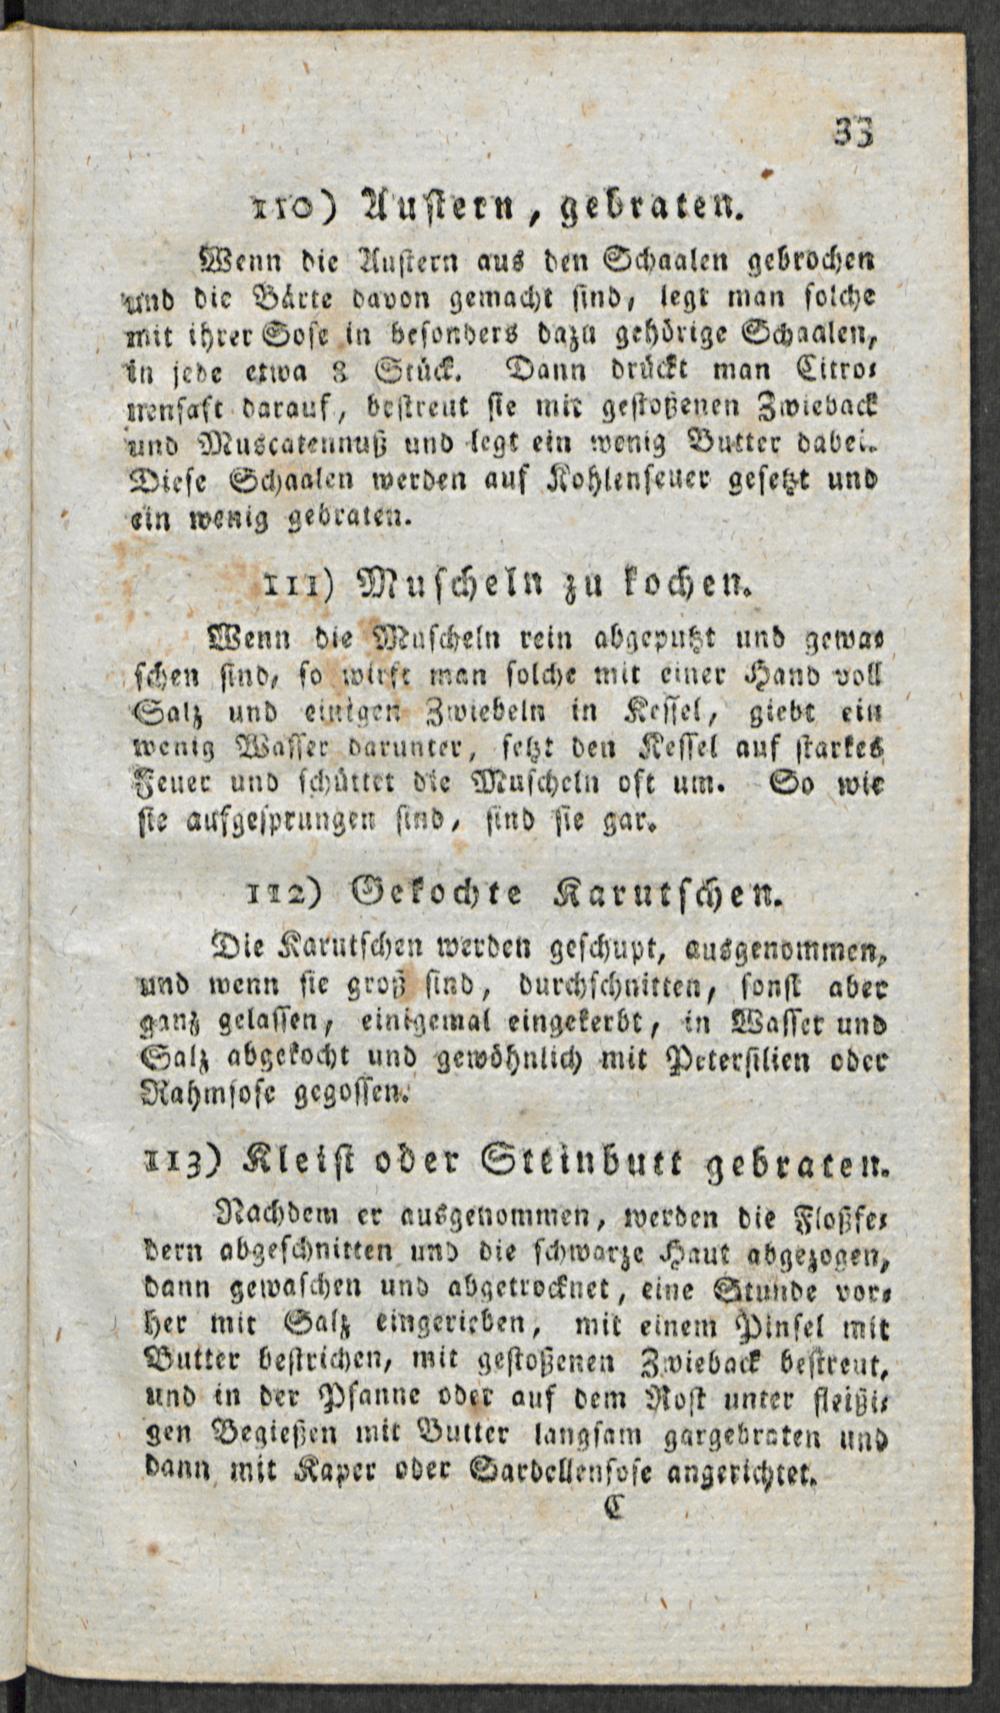 33
110) Austern, gebraten.
Wenn die Austern aus den Schaalen gebrochen
und die Bärte davon gemacht sind, legt man solche
mit ihrer Sose in besonders dazu gehörige Schaalen,
in jede etwa 8 Stück. Dann drückt man Citro-
nensaft darauf, bestreut sie mit gestoßenen Zwieback
und Muscatennuß und legt ein wenig Butter dabei.
Diese Schaalen werden auf Kohlenfeuer gesetzt und
ein wenig gebraten.
111) Muscheln zu kochen.
Wenn die Muscheln rein abgeputzt und gewa-
schen sind, so wirft man solche mit einer Hand voll
Salz und einigen Zwiebeln in Kessel, giebt ein
wenig Wasser darunter, setzt den Kessel auf starkes
Feuer und schüttet die Muscheln oft um. So wie
sie aufgesprungen sind, sind sie gar.
112) Gekochte Karutschen.
Die Karutschen werden geschupt, ausgenommen,
und wenn sie groß sind, durchschnitten, sonst aber
ganz gelassen, einigemal eingekerbt, in Wasser und
Salz abgekocht und gewöhnlich mit Petersilien oder
Rahmsose gegossen.
113) Kleist oder Steinbutt gebraten.
Nachdem er ausgenommen, werden die Floßfe-
dern abgeschnitten und die schwarze Haut abgezogen,
dann gewaschen und abgetrocknet, eine Stunde vor-
her mit Salz eingerieben, mit einem Pinsel mit
Butter bestrichen, mit gestoßenen Zwieback bestreut,
und in der Pfanne oder auf dem Rost unter fleißi-
gen Begießen mit Butter langsam gargebraten und
dann mit Kaper oder Sardellensose angerichtet.
C